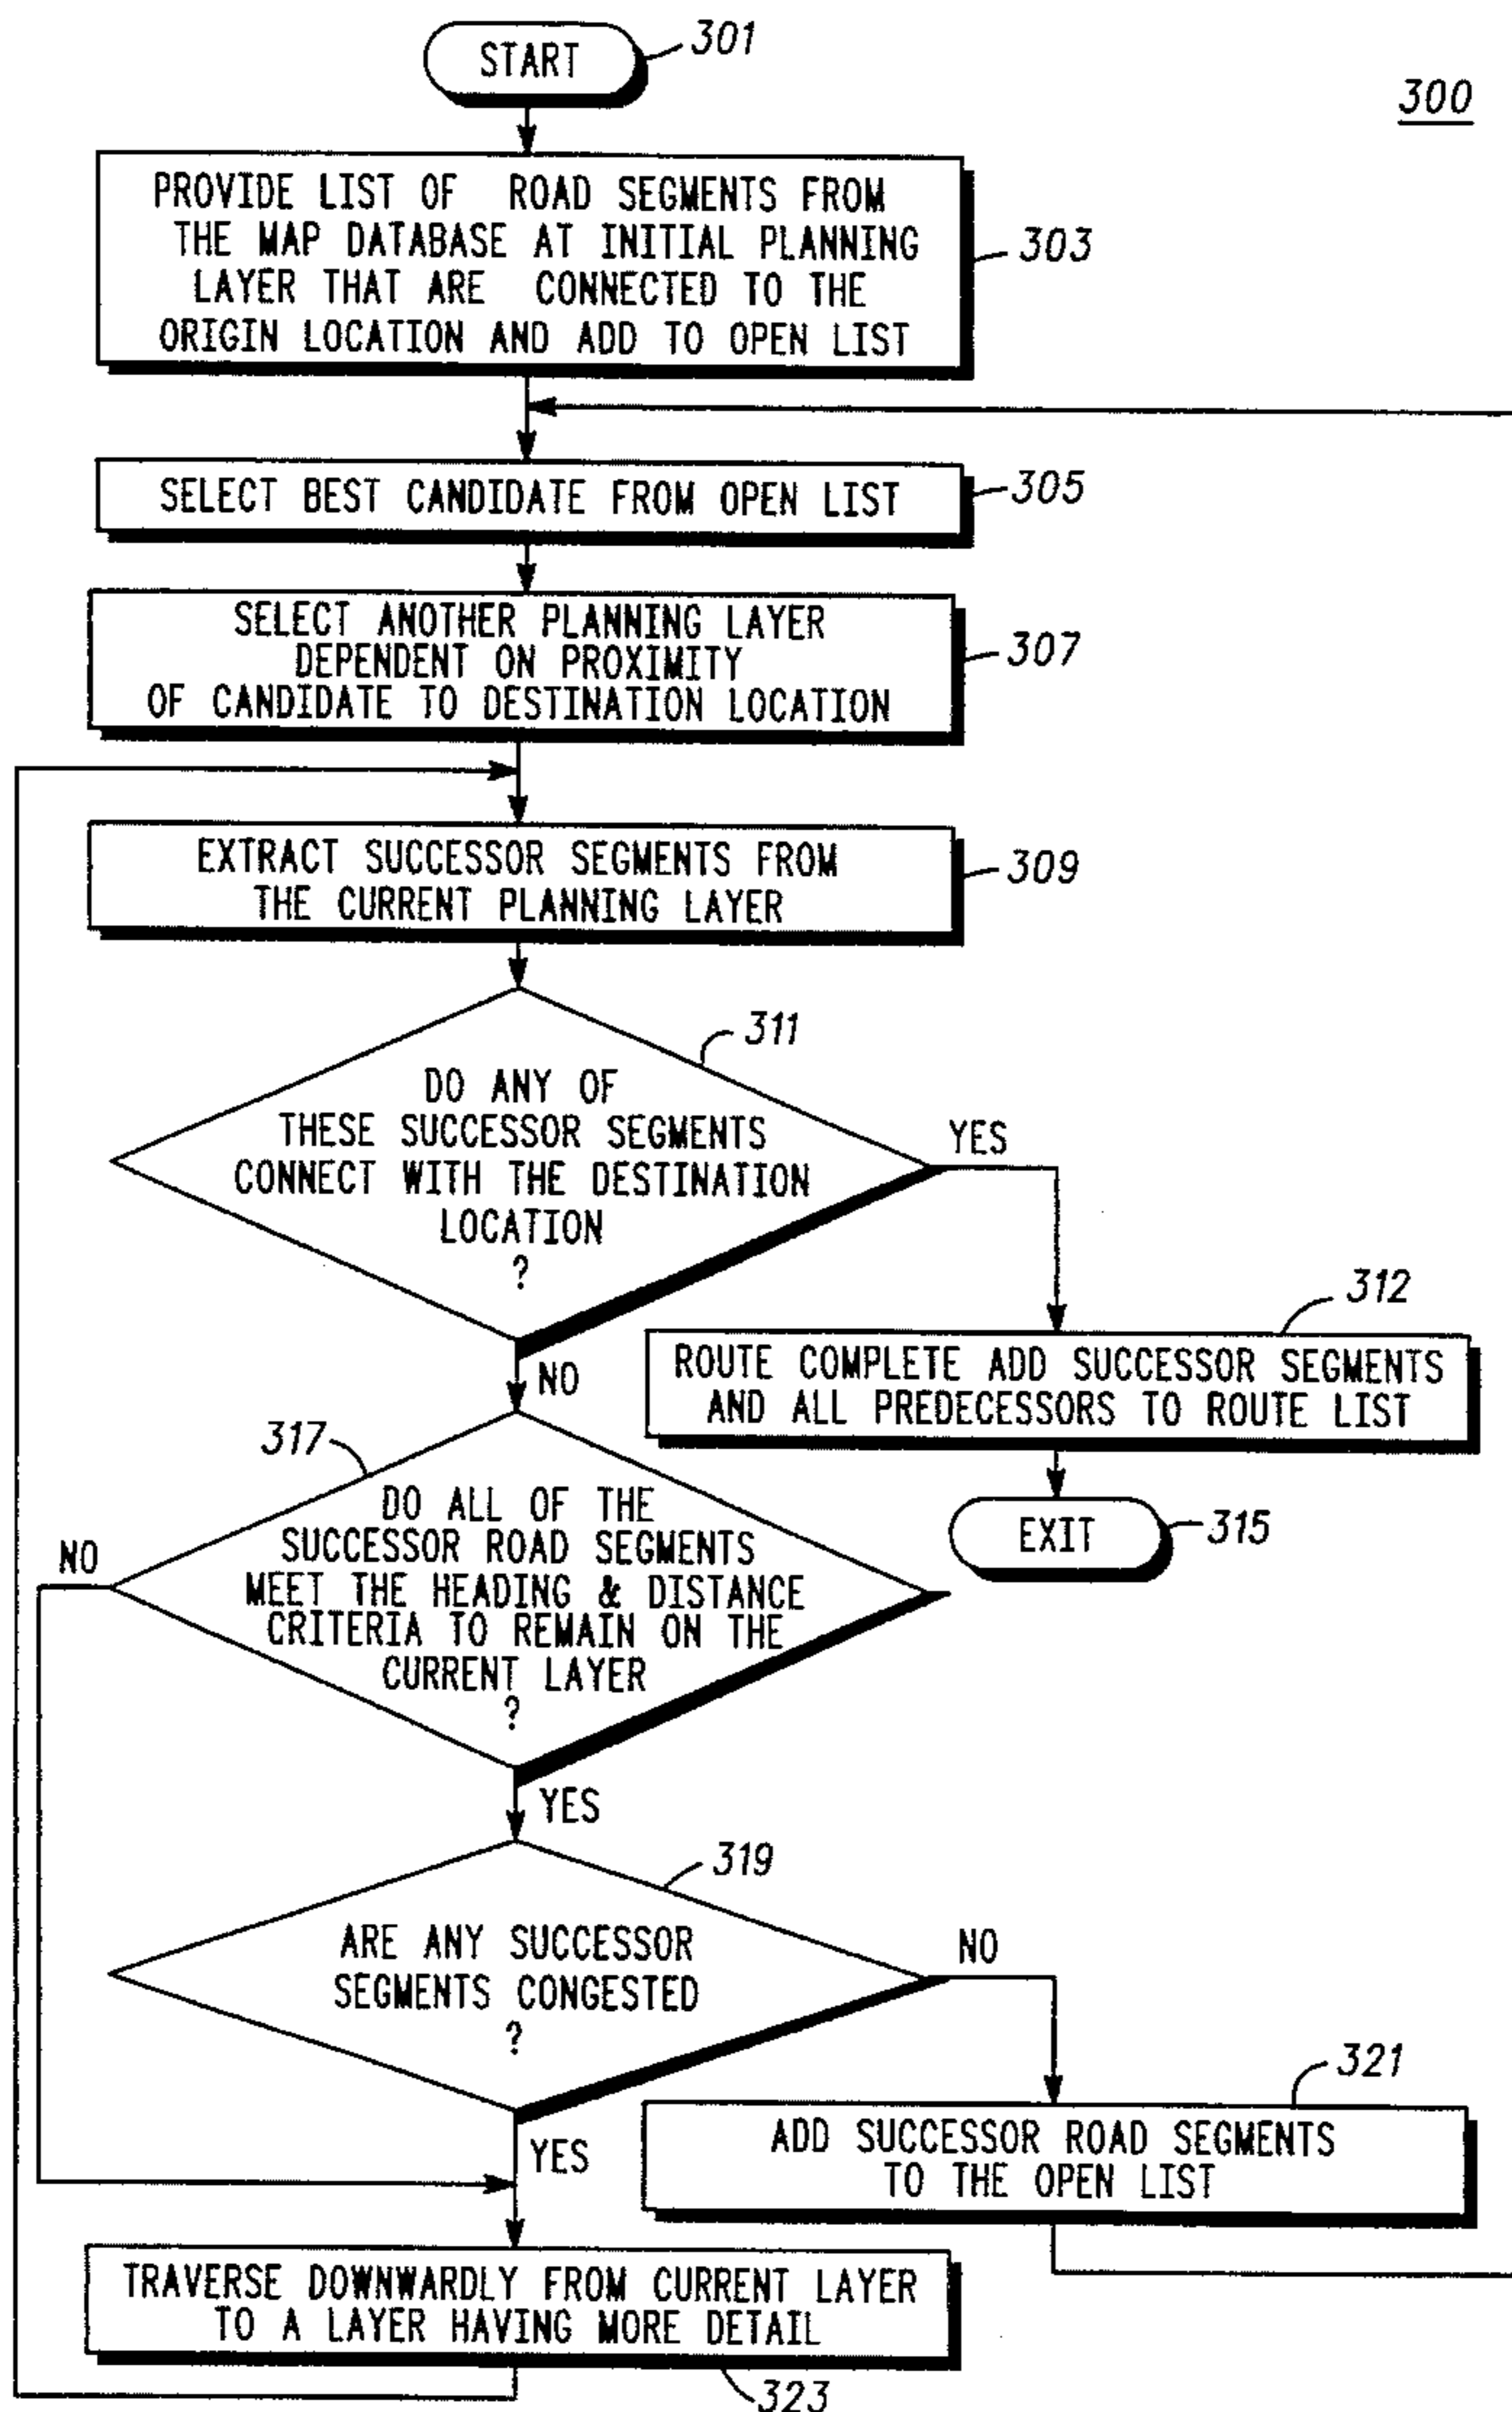 START
301
300
PROVIDE LIST OF ROAD SEGMENTS FROM
THE MAP DATABASE AT INITIAL PLANNING
LAYER THAT ARE CONNECTED TO THE
ORIGIN LOCATION AND ADD TO OPEN LIST
303
SELECT BEST CANDIDATE FROM OPEN LIST
305
SELECT ANOTHER PLANNING LAYER
DEPENDENT ON PROXIMITY
OF CANDIDATE TO DESTINATION LOCATION
307
EXTRACT SUCCESSOR SEGMENTS FROM
THE CURRENT PLANNING LAYER
309
311
DO ANY OF
THESE SUCCESSOR SEGMENTS
CONNECT WITH THE DESTINATION
LOCATION
?
YES
NO
312
ROUTE COMPLETE ADD SUCCESSOR SEGMENTS
AND ALL PREDECESSORS TO ROUTE LIST
EXIT
315
317
DO ALL OF THE
SUCCESSOR ROAD SEGMENTS
MEET THE HEADING & DISTANCE
CRITERIA TO REMAIN ON THE
CURRENT LAYER
?
NO
YES
319
ARE ANY SUCCESSOR
SEGMENTS CONGESTED
?
NO
YES
321
ADD SUCCESSOR ROAD SEGMENTS
TO THE OPEN LIST
TRAVERSE DOWNWARDLY FROM CURRENT LAYER
TO A LAYER HAVING MORE DETAIL
323